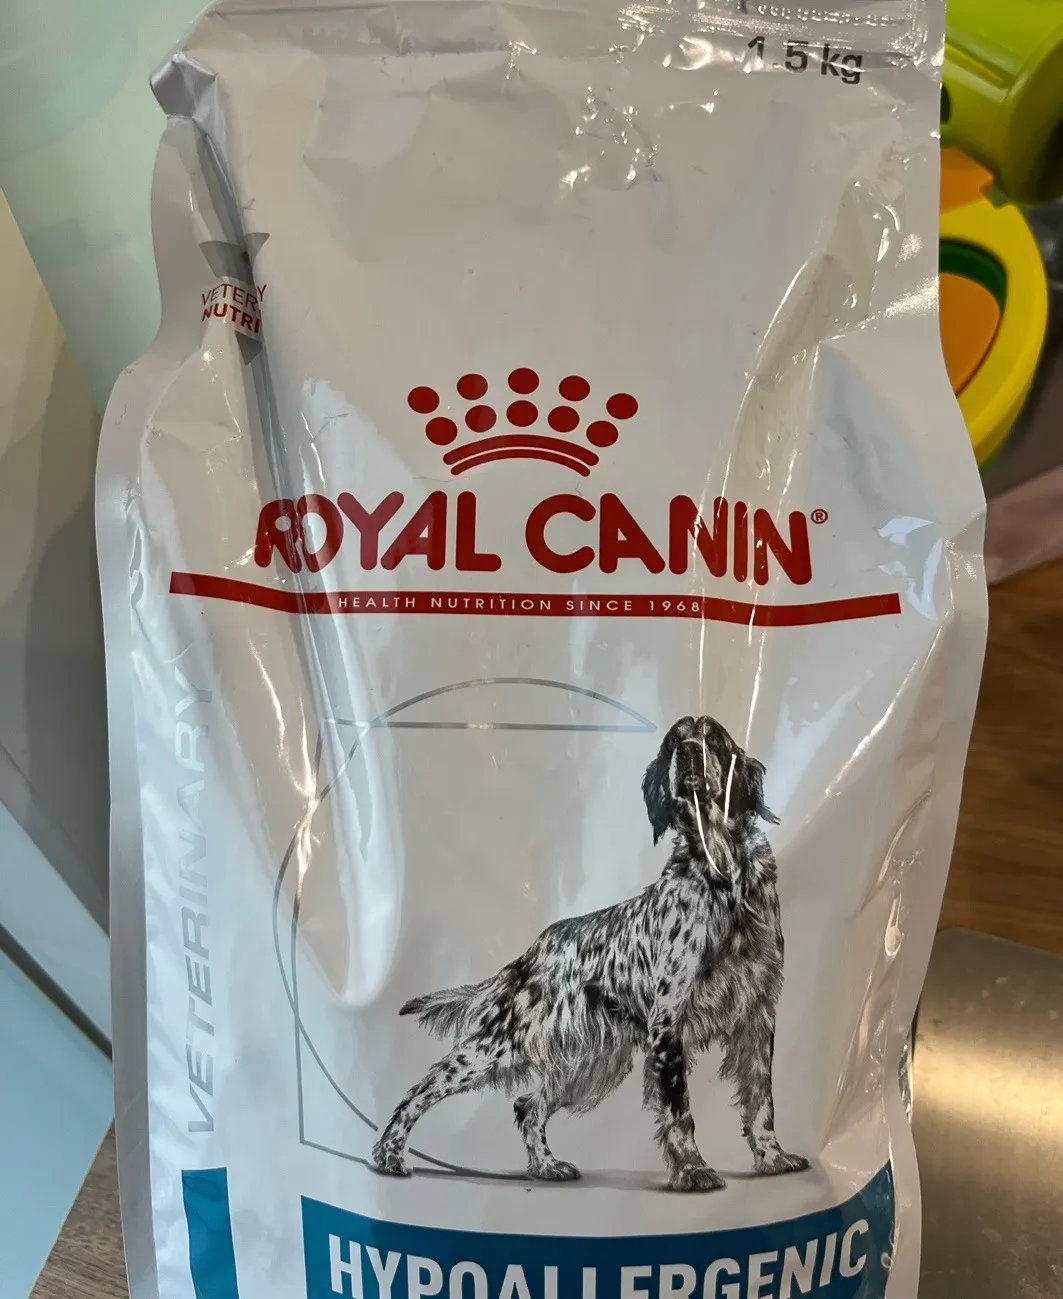 1.5 kg
VETERY
NUTRI
ROYAL CANIN®
HEALTH NUTRITION SINCE 1968
VETERINARY
HYPOALLERGENIC